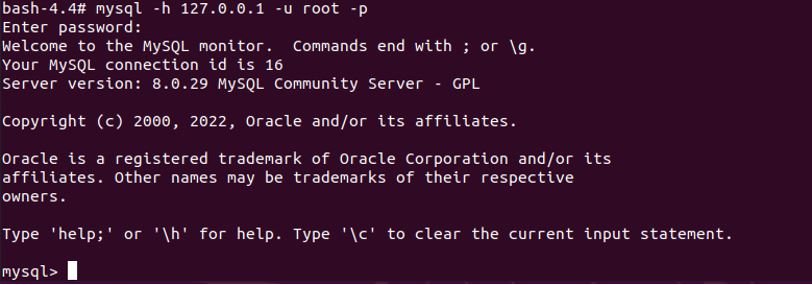 bash-4.4# mysql -h 127.0.0.1 -u root -p
Enter password:
Welcome to the MySQL monitor.  Commands end with ; or \g.
Your MySQL connection id is 16
Server version: 8.0.29 MySQL Community Server - GPL
Copyright (c) 2000, 2022, Oracle and/or its affiliates.
Oracle is a registered trademark of Oracle Corporation and/or its
affiliates. Other names may be trademarks of their respective
owners.
Type 'help;' or '\h' for help. Type '\c' to clear the current input statement.
mysql>